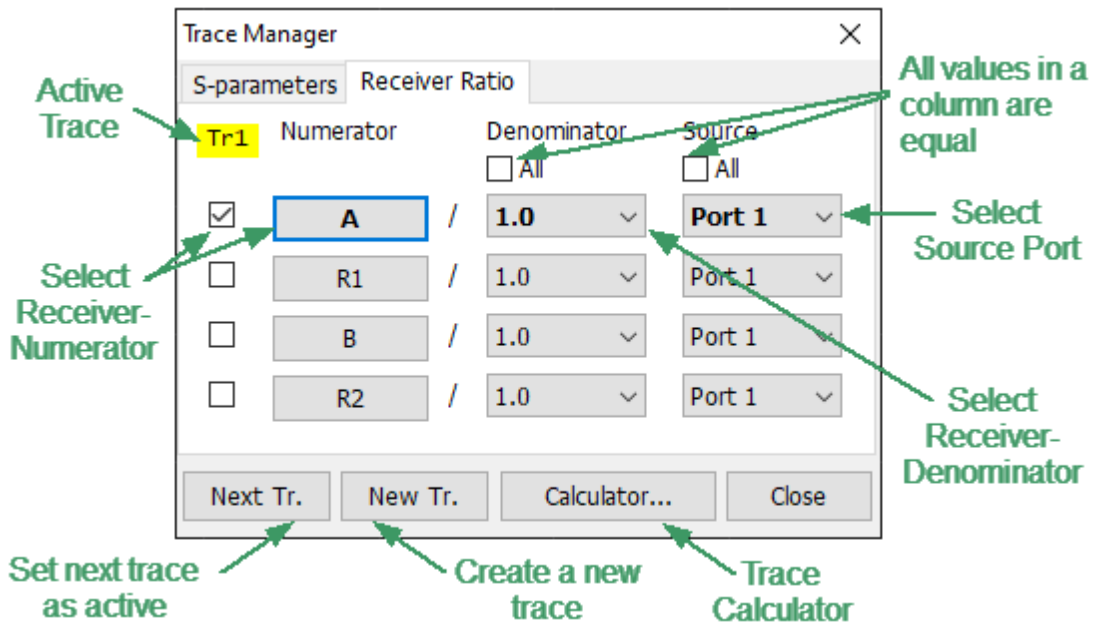 Trace Manager
S-parameters Receiver Ratio
Active
Trace
All values in a
column are
equal
Tr1 Numerator Denominator Source
All All
A / 1.0 Port 1
Select
Source Port
R1 / 1.0 Port 1
Select
Receiver-
Numerator
B / 1.0 Port 1
R2 / 1.0 Port 1
Select
Receiver-
Denominator
Next Tr. New Tr. Calculator... Close
Set next trace
as active
Create a new
trace
Trace
Calculator